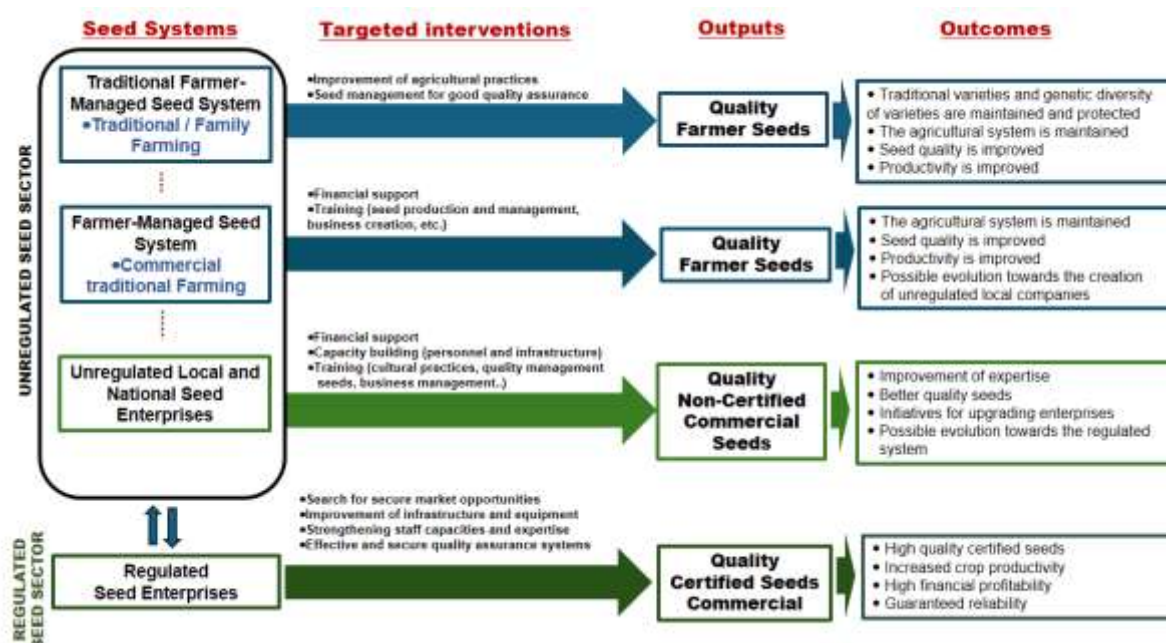 Seed Systems
Targeted interventions
Outputs
Outcomes
UNREGULATED SEED SECTOR
Traditional Farmer-
Managed Seed System
•Traditional / Family
Farming
•Improvement of agricultural practices
•Seed management for good quality assurance
Quality
Farmer Seeds
• Traditional varieties and genetic diversity
of varieties are maintained and protected
• The agricultural system is maintained
• Seed quality is improved
• Productivity is improved
Farmer-Managed Seed
System
•Commercial
traditional Farming
•Financial support
•Training (seed production and management,
business creation, etc.)
Quality
Farmer Seeds
• The agricultural system is maintained
• Seed quality is improved
• Productivity is improved
• Possible evolution towards the creation
of unregulated local companies
Unregulated Local and
National Seed
Enterprises
•Financial support
•Capacity building (personnel and infrastructure)
•Training (cultural practices, quality management
seeds, business management..)
Quality
Non-Certified
Commercial
Seeds
• Improvement of expertise
• Better quality seeds
• Initiatives for upgrading enterprises
• Possible evolution towards the regulated
system
REGULATED
SEED SECTOR
Regulated
Seed Enterprises
•Search for secure market opportunities
•Improvement of infrastructure and equipment
•Strengthening staff capacities and expertise
•Effective and secure quality assurance systems
Quality
Certified Seeds
Commercial
• High quality certified seeds
• Increased crop productivity
• High financial profitability
• Guaranteed reliability